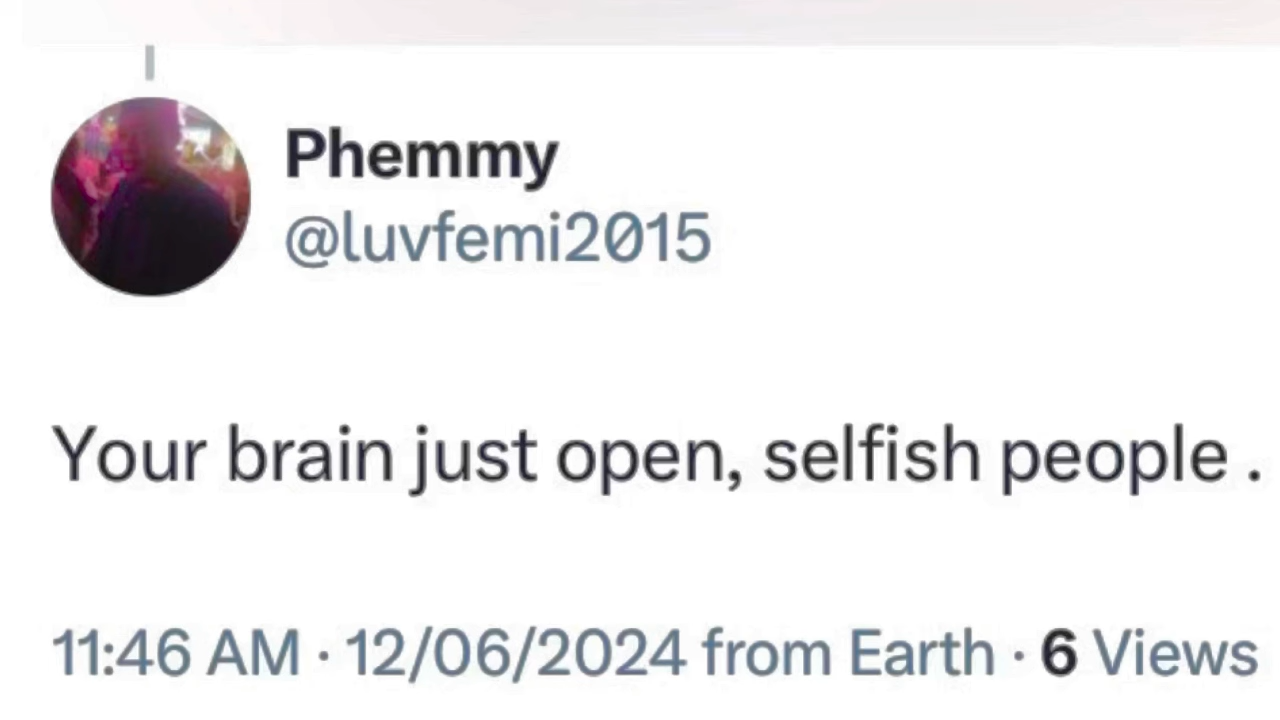 Phemmy
@luvfemi2015
Your brain just open, selfish people .
11:46 AM · 12/06/2024 from Earth · 6 Views